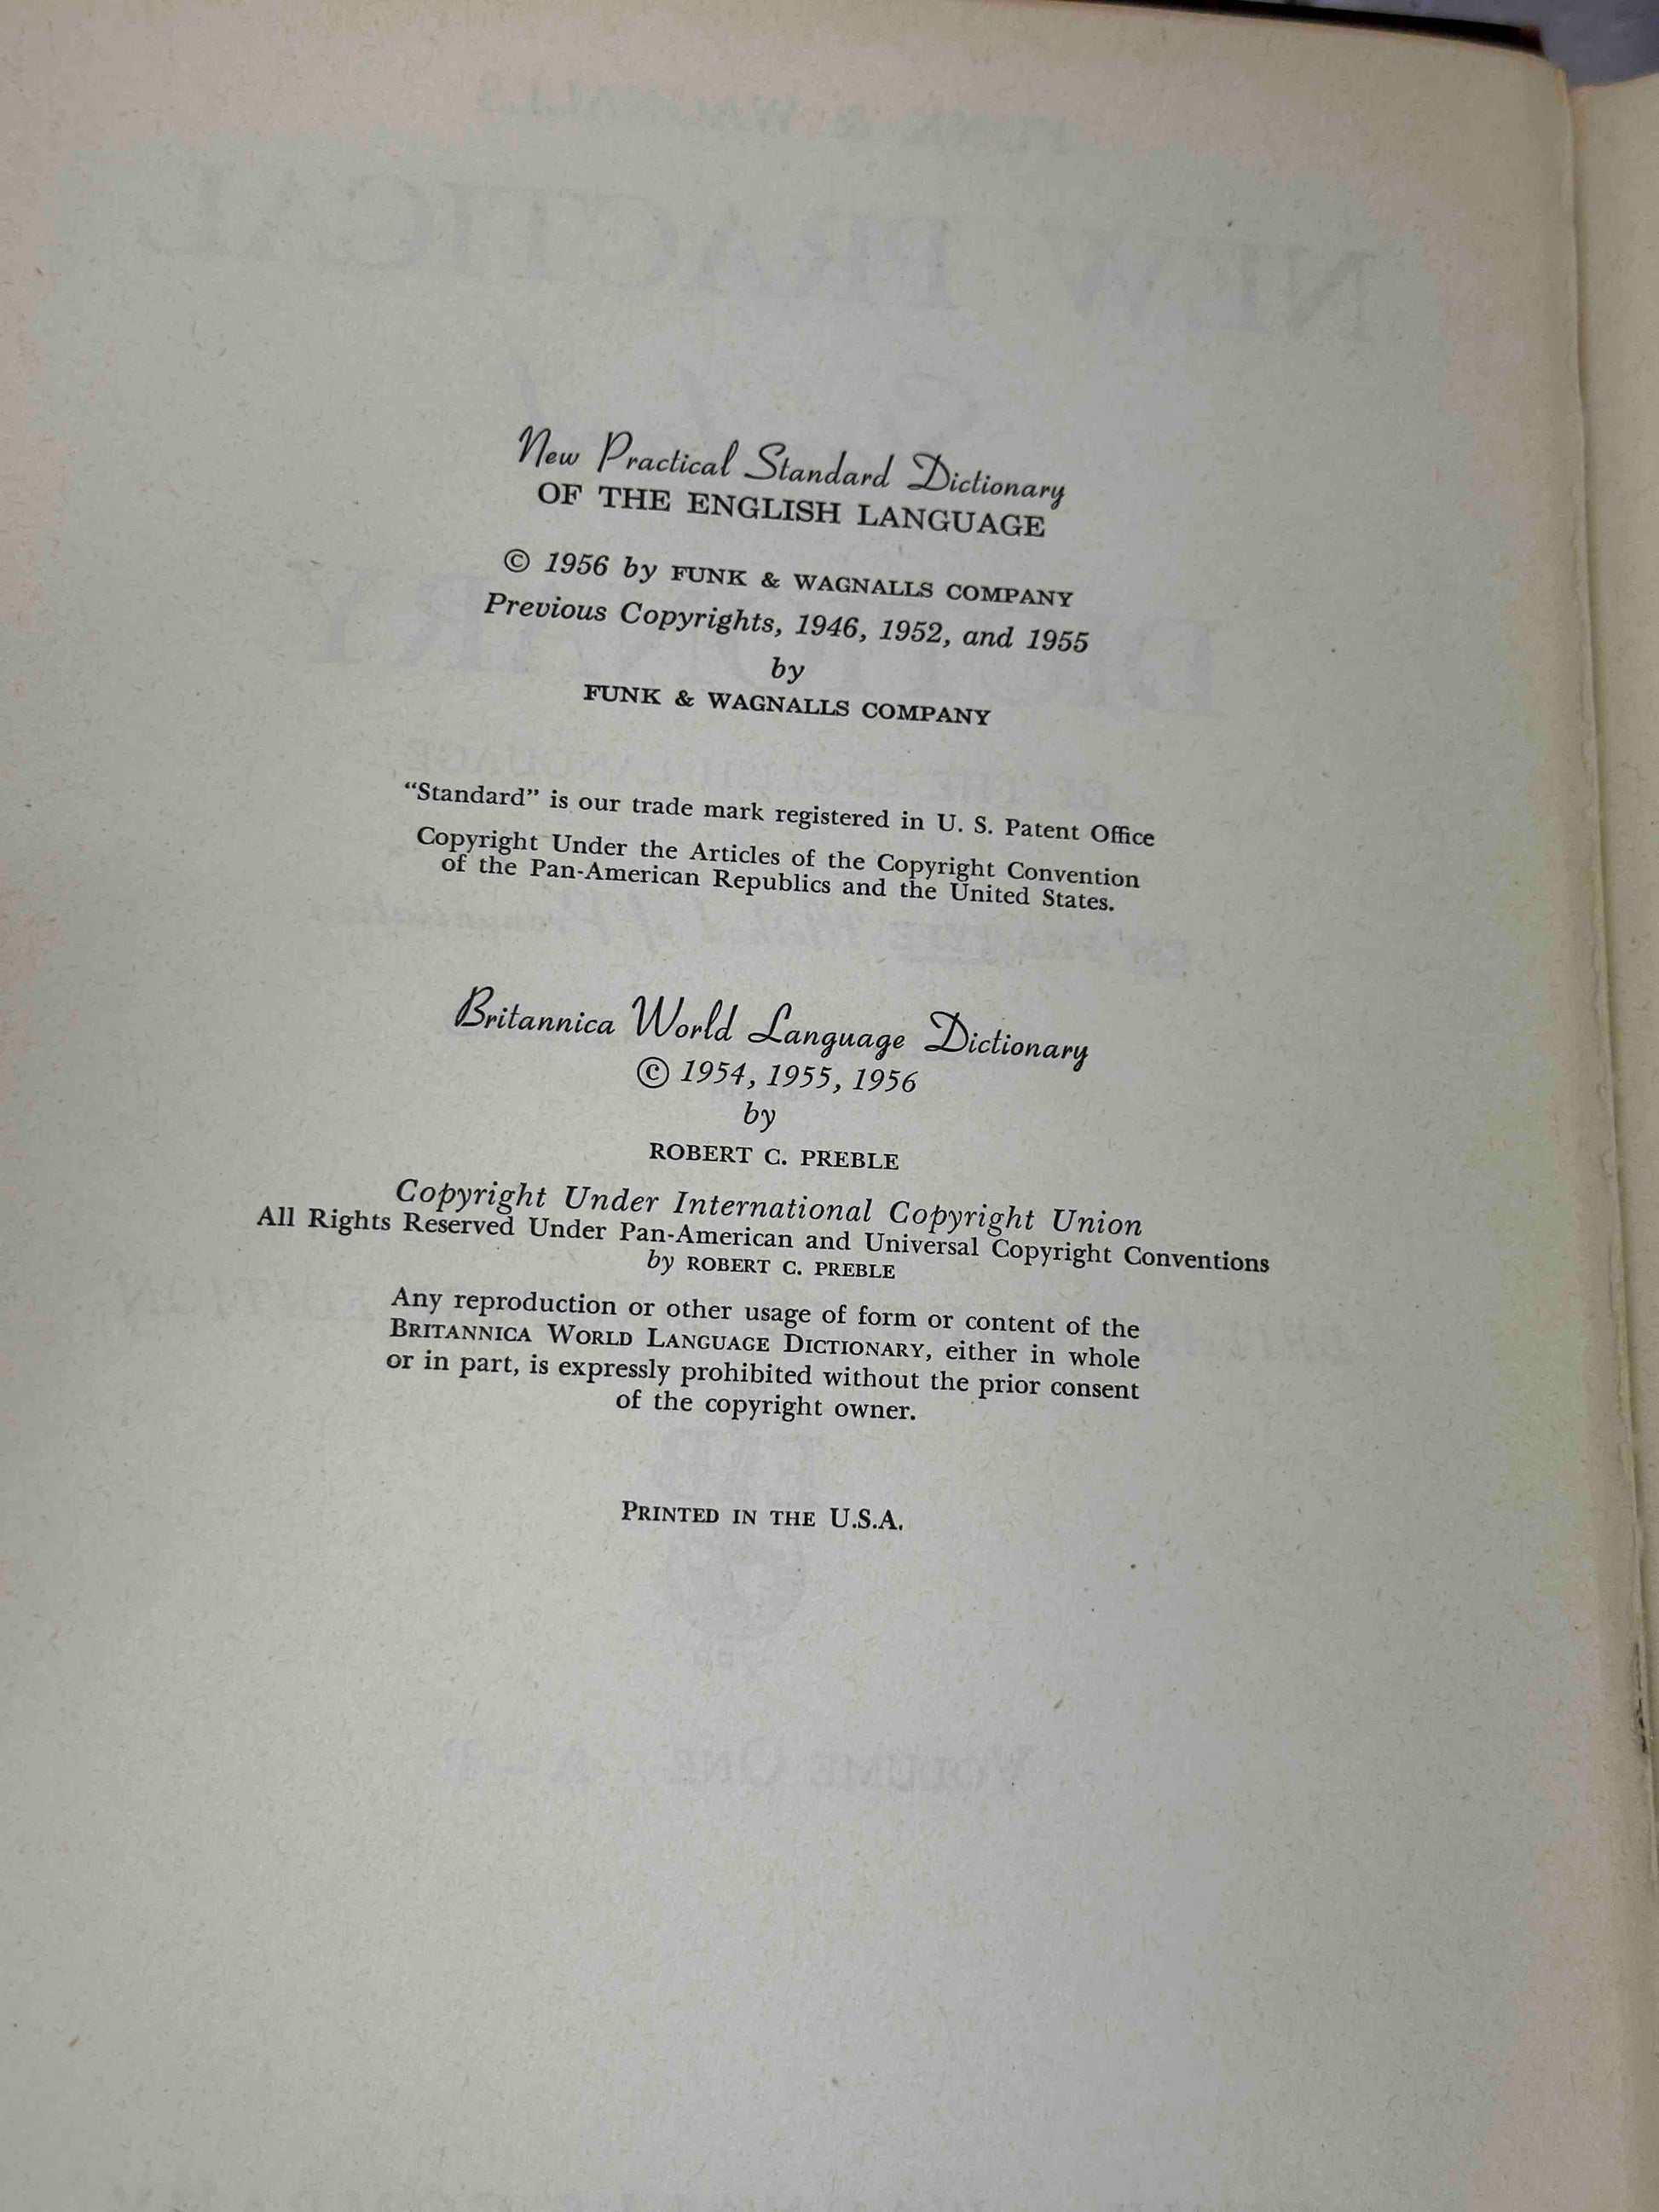 New Practical Standard Dictionary
OF THE ENGLISH LANGUAGE
© 1956 by FUNK & WAGNALLS COMPANY
Previous Copyrights, 1946, 1952, and 1955
by
FUNK & WAGNALLS COMPANY
“Standard” is our trade mark registered in U. S. Patent Office
Copyright Under the Articles of the Copyright Convention
of the Pan-American Republics and the United States.
Britannica World Language Dictionary
© 1954, 1955, 1956
by
ROBERT C. PREBLE
Copyright Under International Copyright Union
All Rights Reserved Under Pan-American and Universal Copyright Conventions
by ROBERT C. PREBLE
Any reproduction or other usage of form or content of the
BRITANNICA WORLD LANGUAGE DICTIONARY, either in whole
or in part, is expressly prohibited without the prior consent
of the copyright owner.
PRINTED IN THE U.S.A.